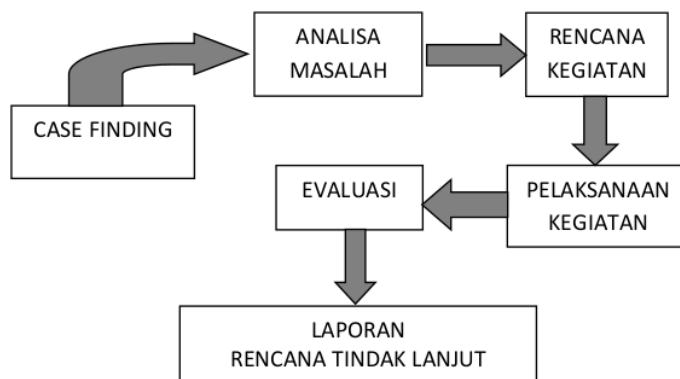 CASE FINDING
ANALISA
MASALAH
RENCANA
KEGIATAN
PELAKSANAAN
KEGIATAN
EVALUASI
LAPORAN
RENCANA TINDAK LANJUT